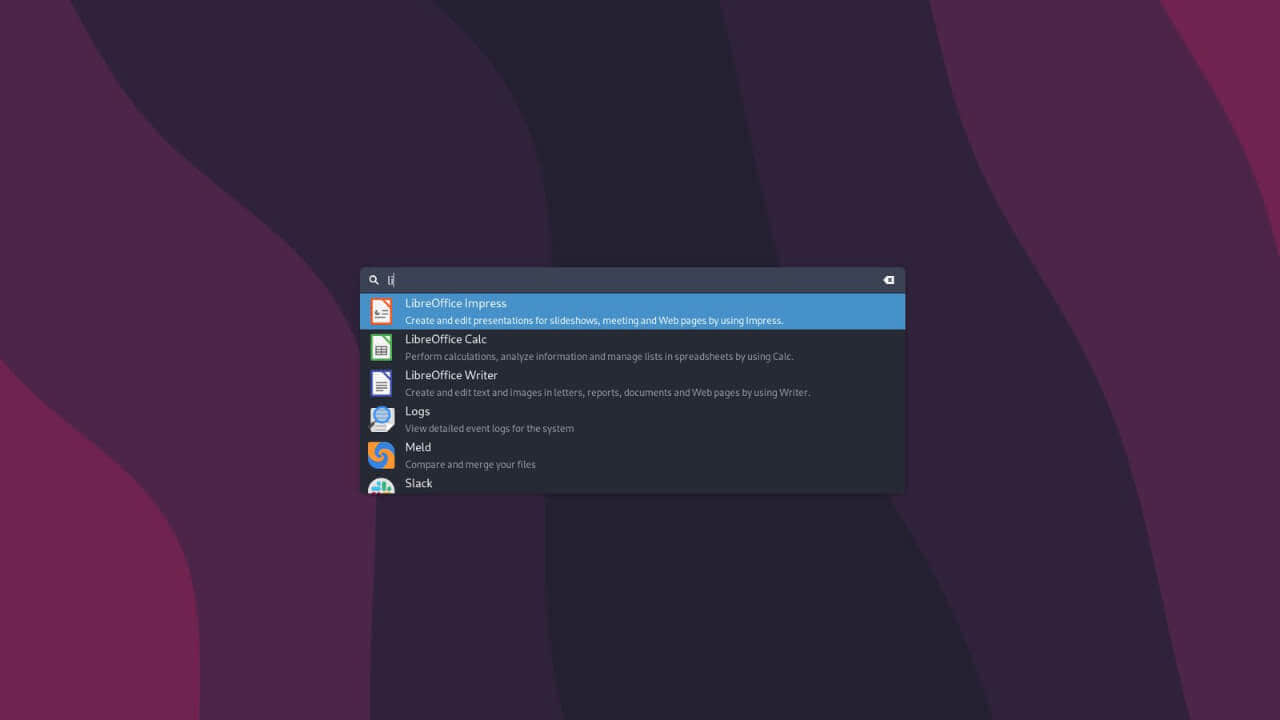 li
LibreOffice Impress
Create and edit presentations for slideshows, meeting and Web pages by using Impress.
LibreOffice Calc
Perform calculations, analyze information and manage lists in spreadsheets by using Calc.
LibreOffice Writer
Create and edit text and images in letters, reports, documents and Web pages by using Writer.
Logs
View detailed event logs for the system
Meld
Compare and merge your files
Slack